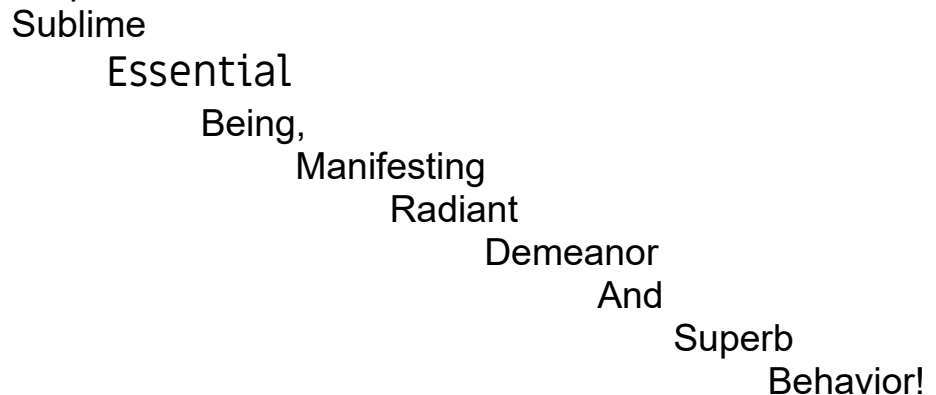 Sublime
Essential
Being,
Manifesting
Radiant
Demeanor
And
Superb
Behavior!